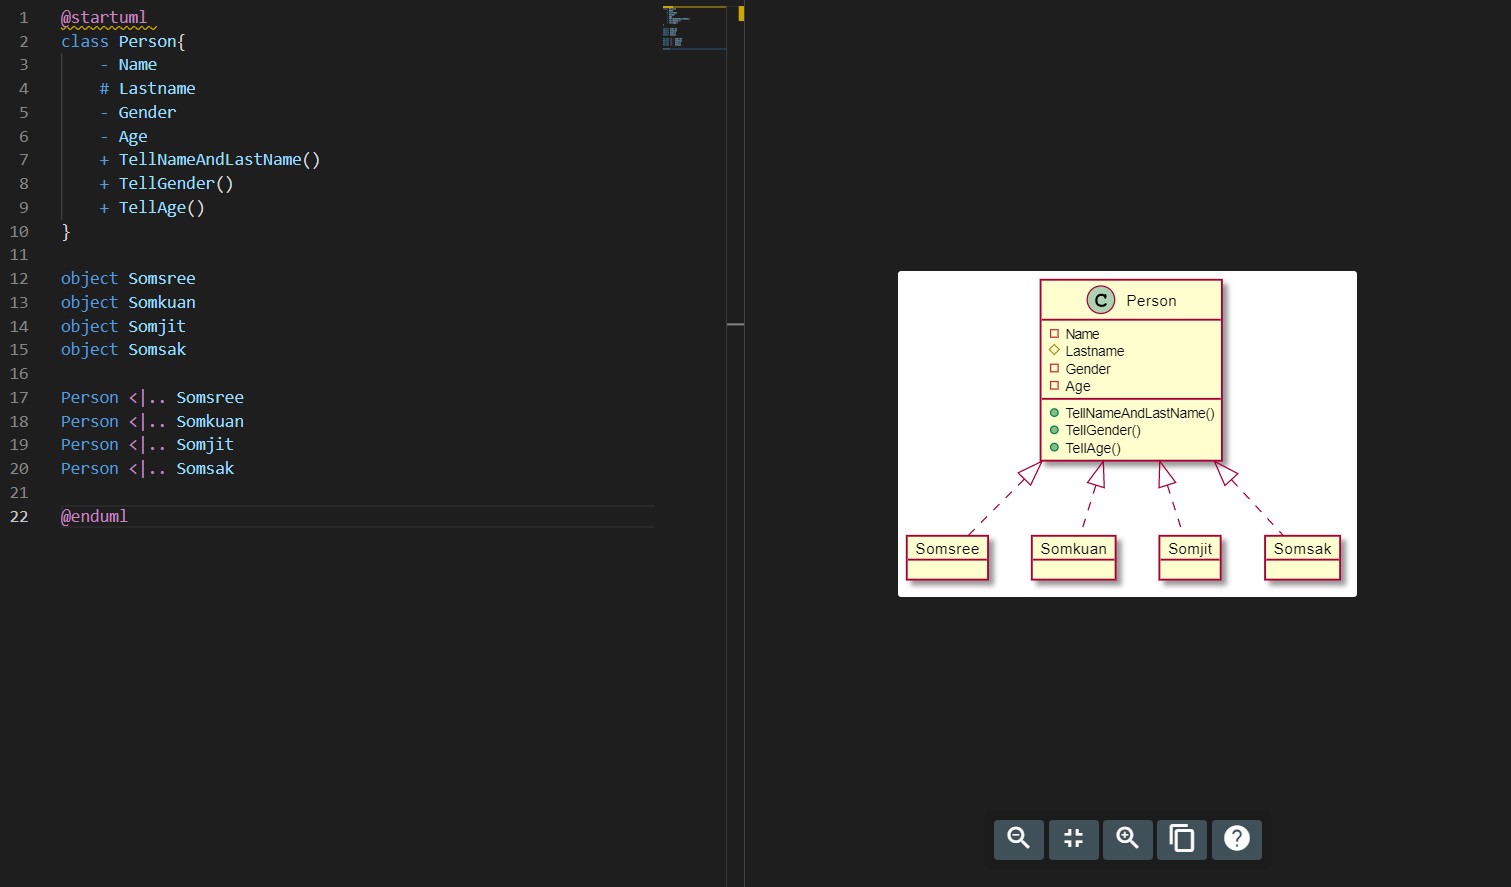 1 @startuml
2 class Person{
3 - Name
4 # Lastname
5 - Gender
6 - Age
7 + TellNameAndLastName()
8 + TellGender()
9 + TellAge()
10 }
11
12 object Somsree
13 object Somkuan
14 object Somjit
15 object Somsak
16
17 Person <|.. Somsree
18 Person <|.. Somkuan
19 Person <|.. Somjit
20 Person <|.. Somsak
21
22 @enduml
C Person
Name
Lastname
Gender
Age
TellNameAndLastName()
TellGender()
TellAge()
Somsree Somkuan Somjit Somsak
?